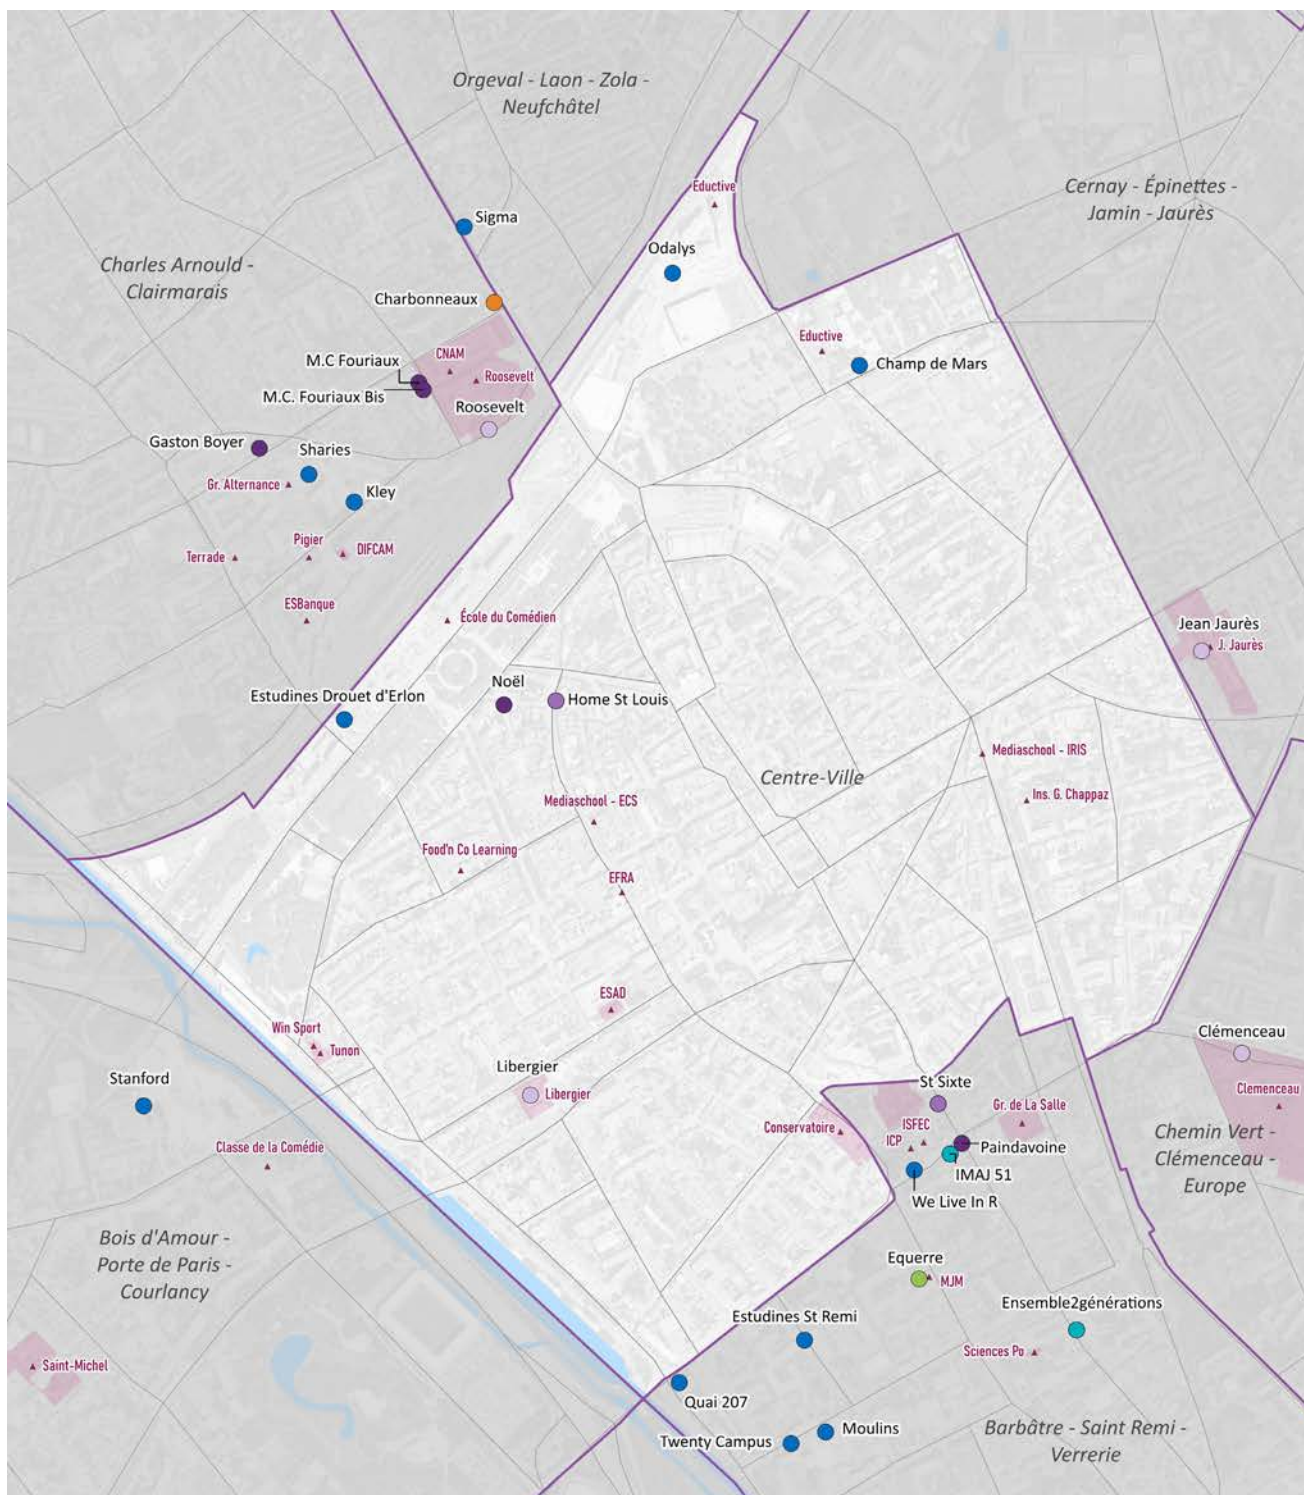 Orgeval - Laon - Zola -
Neufchâtel
Cernay - Épinettes -
Jamin - Jaurès
Eductive
Sigma
Odalys
Charles Arnould -
Clairmarais
Charbonneaux
Eductive
M.C Fouriaux
CNAM
Champ de Mars
Roosevelt
M.C. Fouriaux Bis
Roosevelt
Gaston Boyer
Sharies
Gr. Alternance
Kley
Pigier
DIFCAM
Terrade
ESBanque
École du Comédien
Jean Jaurès
J. Jaurès
Noël
Estudines Drouet d'Erlon
Home St Louis
Mediaschool - IRIS
Centre-Ville
Ins. G. Chappaz
Mediaschool - ECS
Food'n Co Learning
EFRA
ESAD
Win Sport
Tunon
Clémenceau
Libergier
Stanford
St Sixte
Clemenceau
Libergier
Gr. de La Salle
Conservatoire
ISFEC
ICP
Chemin Vert -
Clémenceau -
Europe
Classe de la Comédie
Paindavoine
IMAJ 51
We Live In R
Bois d'Amour -
Porte de Paris -
Courlancy
Equerre
MJM
Ensemble2générations
Estudines St Remi
Sciences Po
Saint-Michel
Quai 207
Moulins
Twenty Campus
Barbâtre - Saint Remi -
Verrerie